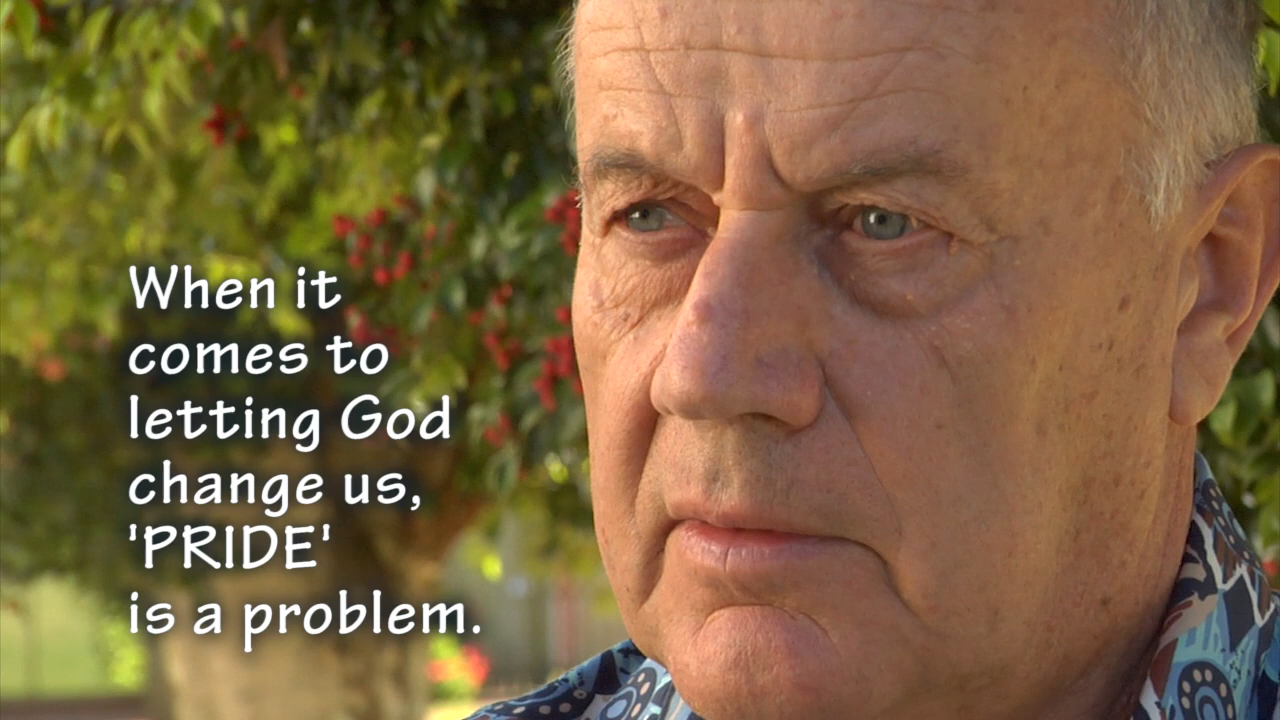 When it
comes to
letting God
change us,
'PRIDE'
is a problem.